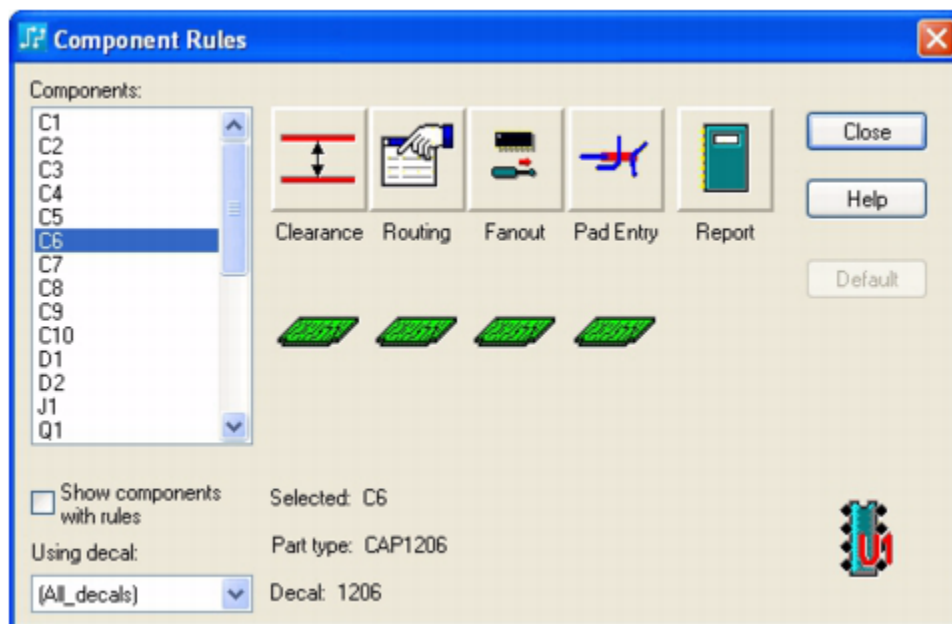 Component Rules
Components:
C1
C2
C3
C4
C5
C6
C7
C8
C9
C10
D1
D2
J1
Q1
Clearance
Routing
Fanout
Pad Entry
Report
Close
Help
Default
Show components
with rules
Using decal:
(All_decals)
Selected: C6
Part type: CAP1206
Decal: 1206
U1